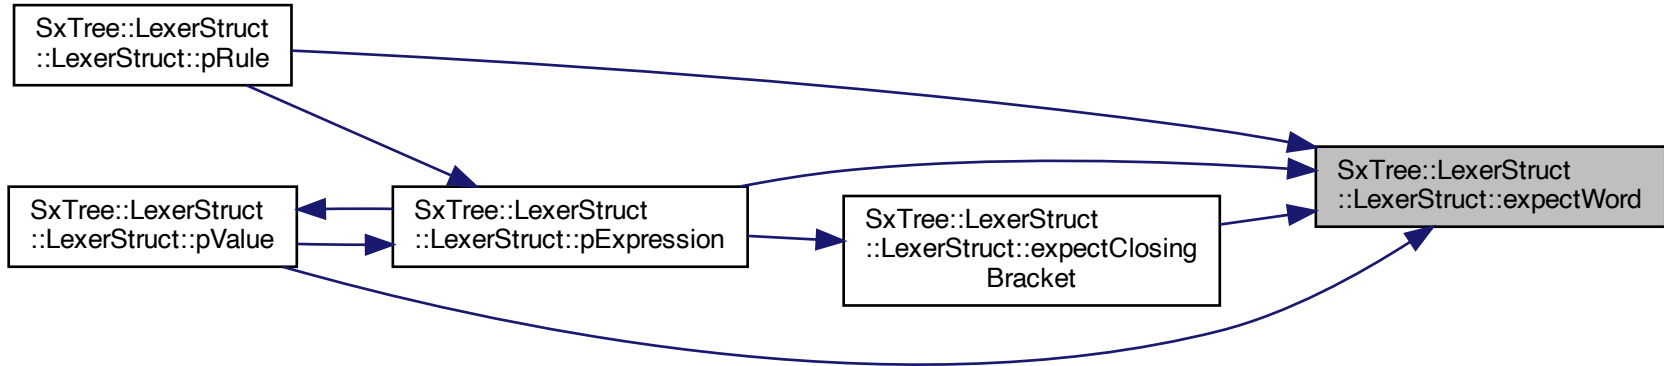 SxTree::LexerStruct
::LexerStruct::pRule
SxTree::LexerStruct
::LexerStruct::pValue
SxTree::LexerStruct
::LexerStruct::pExpression
SxTree::LexerStruct
::LexerStruct::expectClosing
Bracket
SxTree::LexerStruct
::LexerStruct::expectWord